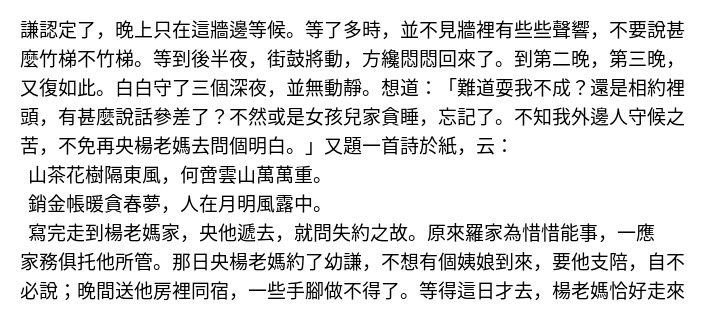 謙認定了，晚上只在這牆邊等候。等了多時，並不見牆裡有些些聲響，不要說甚
麼竹梯不竹梯。等到後半夜，街鼓將動，方纔悶悶回來了。到第二晚，第三晚，
又復如此。白白守了三個深夜，並無動靜。想道：「難道耍我不成？還是相約裡
頭，有甚麼說話參差了？不然或是女孩兒家貪睡，忘記了。不知我外邊人守候之
苦，不免再央楊老媽去問個明白。」又題一首詩於紙，云：
山茶花樹隔東風，何啻雲山萬萬重。
銷金帳暖貪春夢，人在月明風露中。
寫完走到楊老媽家，央他遞去，就問失約之故。原來羅家為惜惜能事，一應
家務俱托他所管。那日央楊老媽約了幼謙，不想有個姨娘到來，要他支陪，自不
必說；晚間送他房裡同宿，一些手腳做不得了。等得這日才去，楊老媽恰好走來